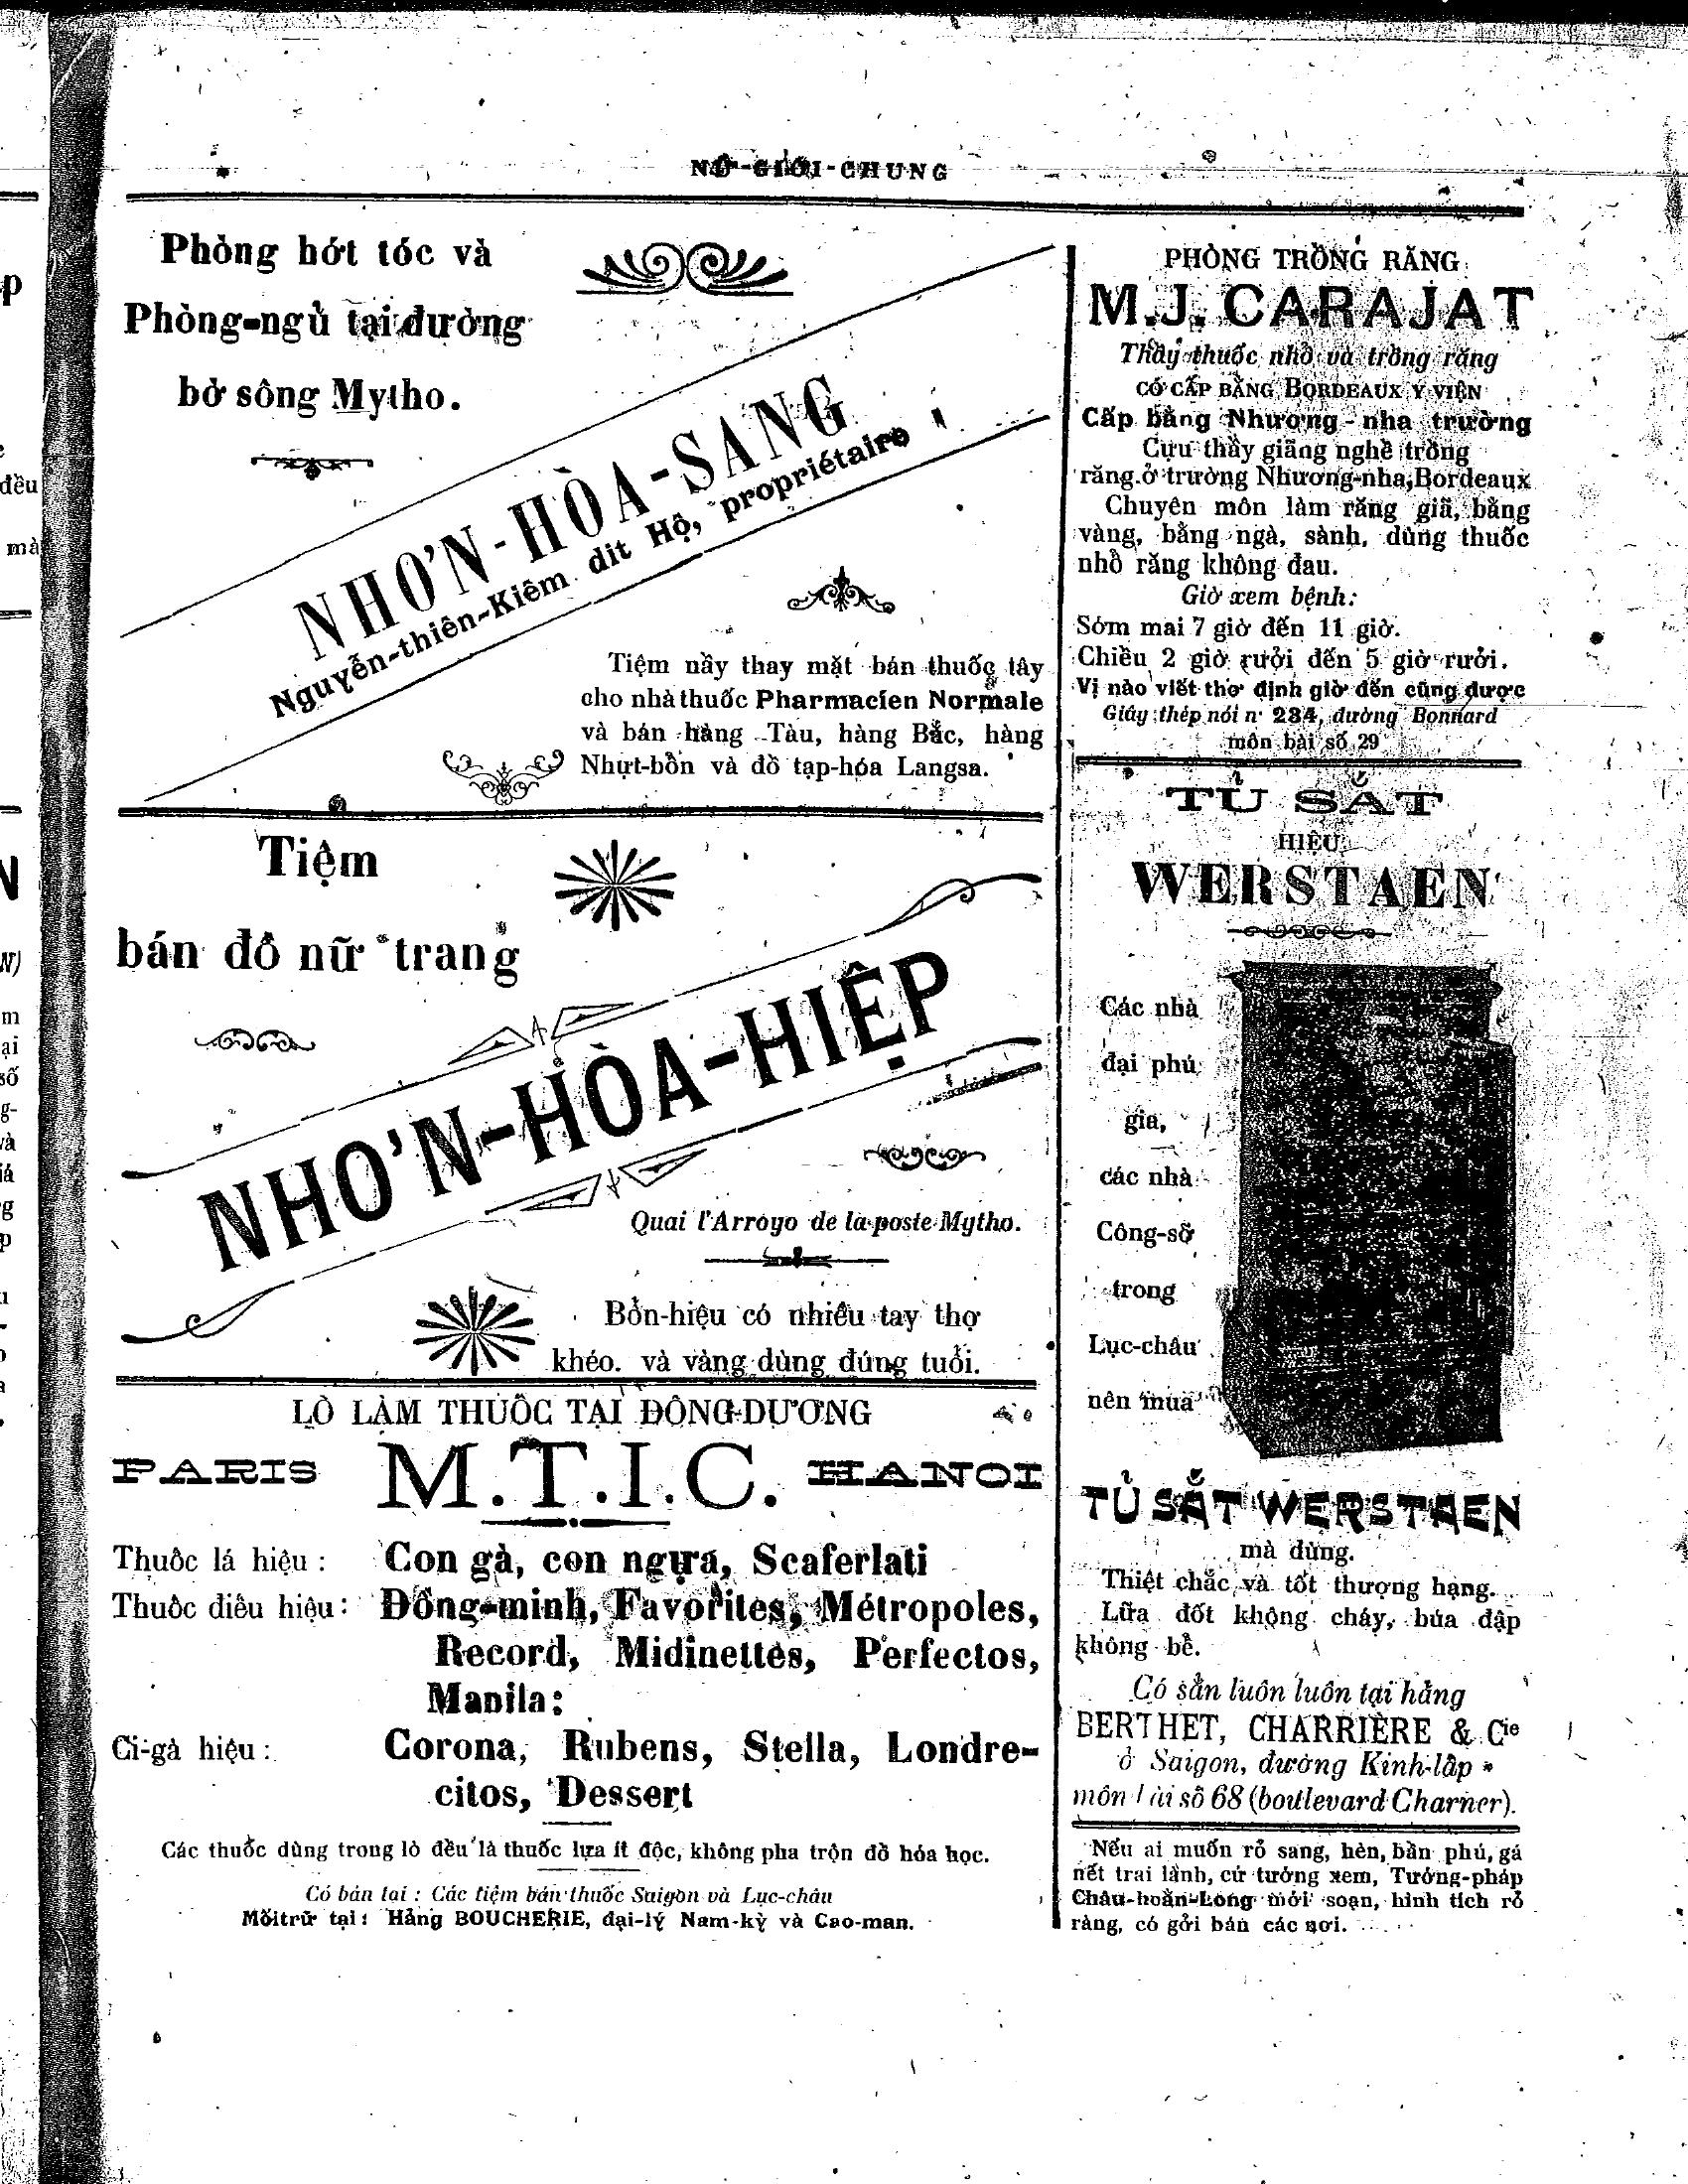 NỮ-GIỚI-CHUNG
Phòng hớt tóc và
Phòng-ngủ tại đường
bờ sông Mytho.
NHƠN-HÒA-SANG
Nguyễn-thiên-Kiêm dit Hộ, propriétaire
Tiệm nầy thay mặt bán thuốc tây
cho nhà thuốc Pharmacien Normale
và bán hàng Tàu, hàng Bắc, hàng
Nhựt-bổn và đồ tạp-hóa Langsa.
Tiệm
bán đồ nữ trang
NHƠN-HÒA-HIỆP
Quai l'Arroyo de la poste Mytho.
Bổn-hiệu có nhiều tay thợ
khéo. và vàng dùng đúng tuổi.
LÒ LÀM THUỐC TẠI ĐÔNG-DƯƠNG
PARIS M.T.I.C. HANOI
Thuốc lá hiệu : Con gà, con ngựa, Scaferlati
Thuốc điếu hiệu : Đồng-minh, Favorites, Métropoles,
Record, Midinettes, Perfectos,
Manila:
Ci-gà hiệu : Corona, Rubens, Stella, Londre-
citos, Dessert
Các thuốc dùng trong lò đều là thuốc lựa ít độc, không pha trộn đồ hóa học.
Có bán tại : Các tiệm bán thuốc Saigon và Lục-châu
Mối trữ tại : Hảng BOUCHERIE, đại-lý Nam-kỳ và Cao-man.
PHÒNG TRỒNG RĂNG
M.J. CARAJAT
Thầy thuốc nhổ và trồng răng
CÓ CẤP BẰNG BORDEAUX Y VIỆN
Cấp bằng Nhương-nha trường
Cựu thầy giãng nghề trồng
răng ở trường Nhương-nha, Bordeaux
Chuyên môn làm răng giã, bằng
vàng, bằng ngà, sành, dùng thuốc
nhổ răng không đau.
Giờ xem bệnh:
Sớm mai 7 giờ đến 11 giờ.
Chiều 2 giờ rưởi đến 5 giờ rưởi.
Vị nào viết thơ định giờ đến cũng được
Giây thép nói n· 234, đường Bonnard
môn bài số 29
TỦ SẮT
HIỆU
WERSTAEN
Các nhà
đại phú
gia,
các nhà
Công-sỡ
trong
Lục-châu
nên mua
TỦ SẮT WERSTAEN
mà dùng.
Thiệt chắc và tốt thượng hạng.
Lữa đốt không cháy, búa đập
không bể.
Có sẳn luôn luôn tại hảng
BERTHET, CHARRIÈRE & Cie
ở Saigon, đường Kinh-lấp
môn bài số 68 (boulevard Charner).
Nếu ai muốn rỏ sang, hèn, bần phú, gá
nết trai lành, cứ tướng xem, Tướng-pháp
Châu-hoằn-Long mới soạn, hình tích rỏ
ràng, có gởi bán các nơi.